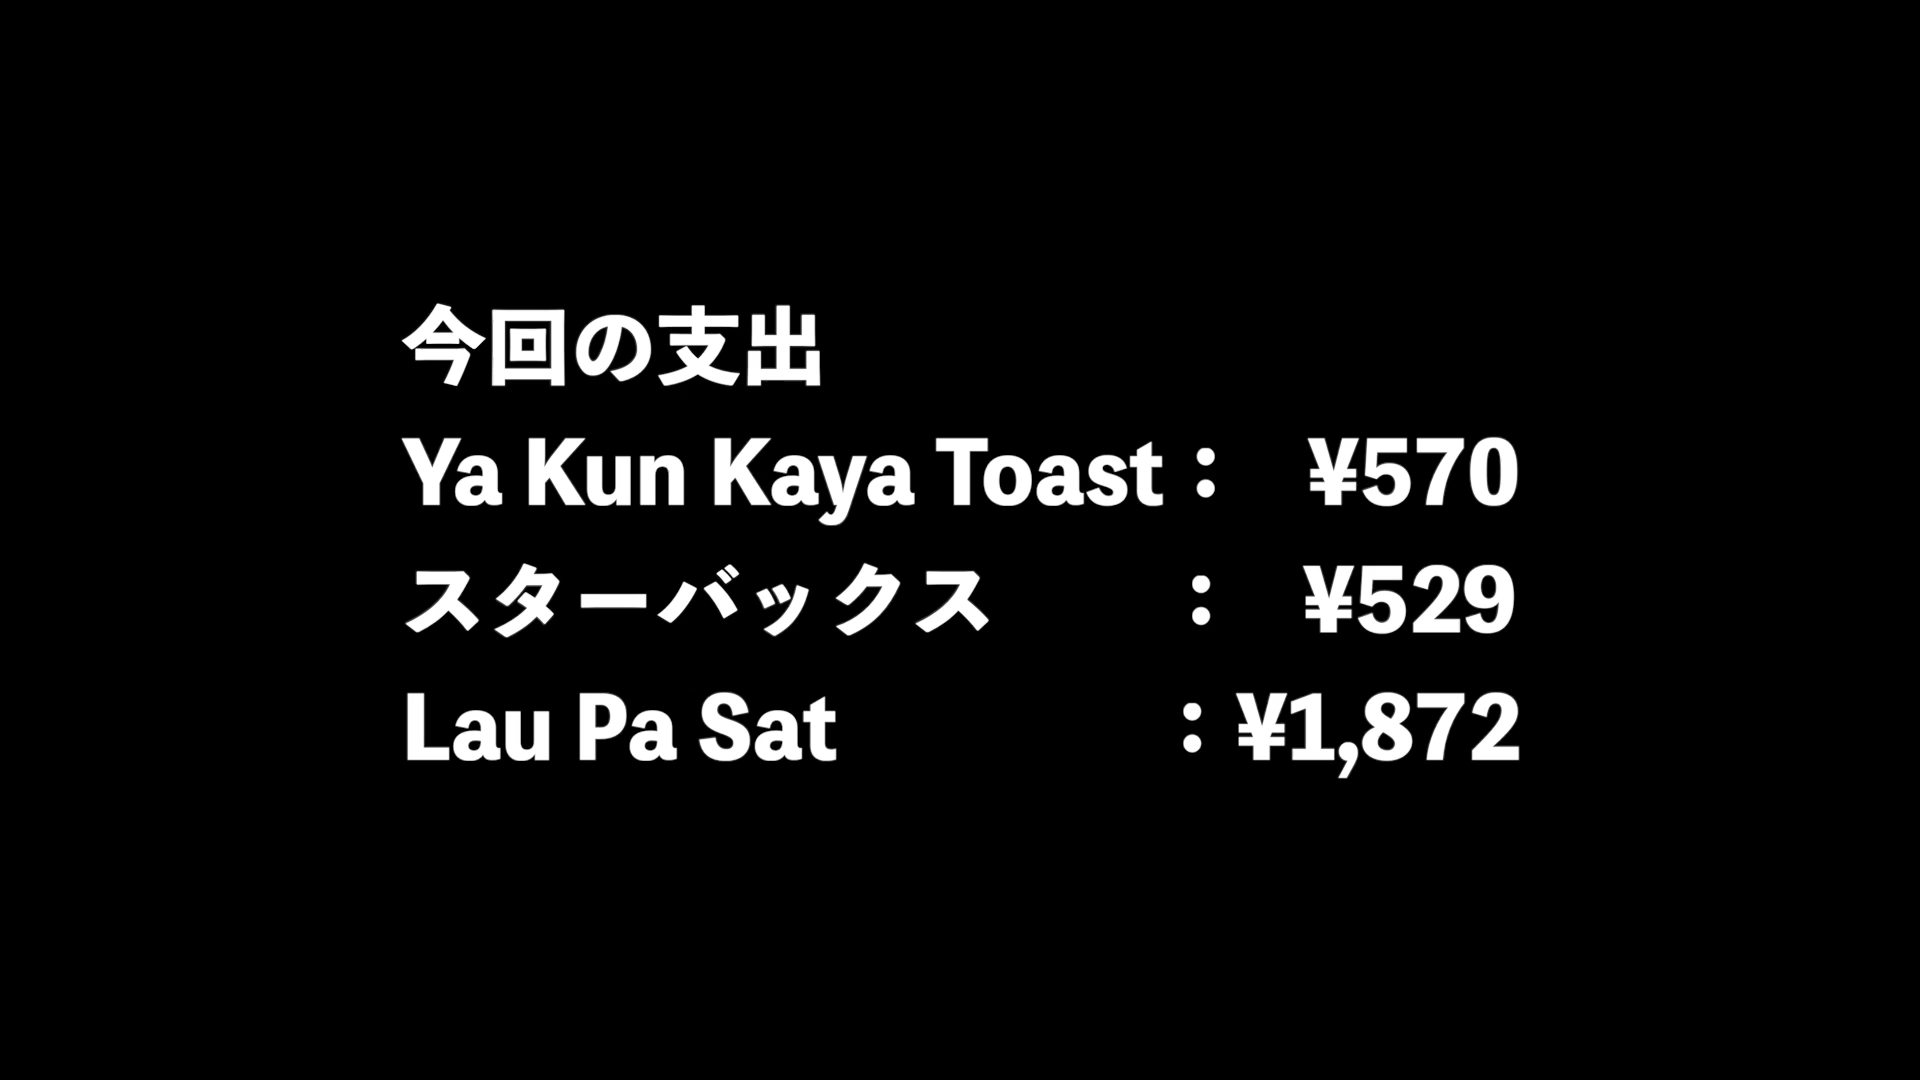 今回の支出
Ya Kun Kaya Toast： ¥570
スターバックス ： ¥529
Lau Pa Sat ：¥1,872